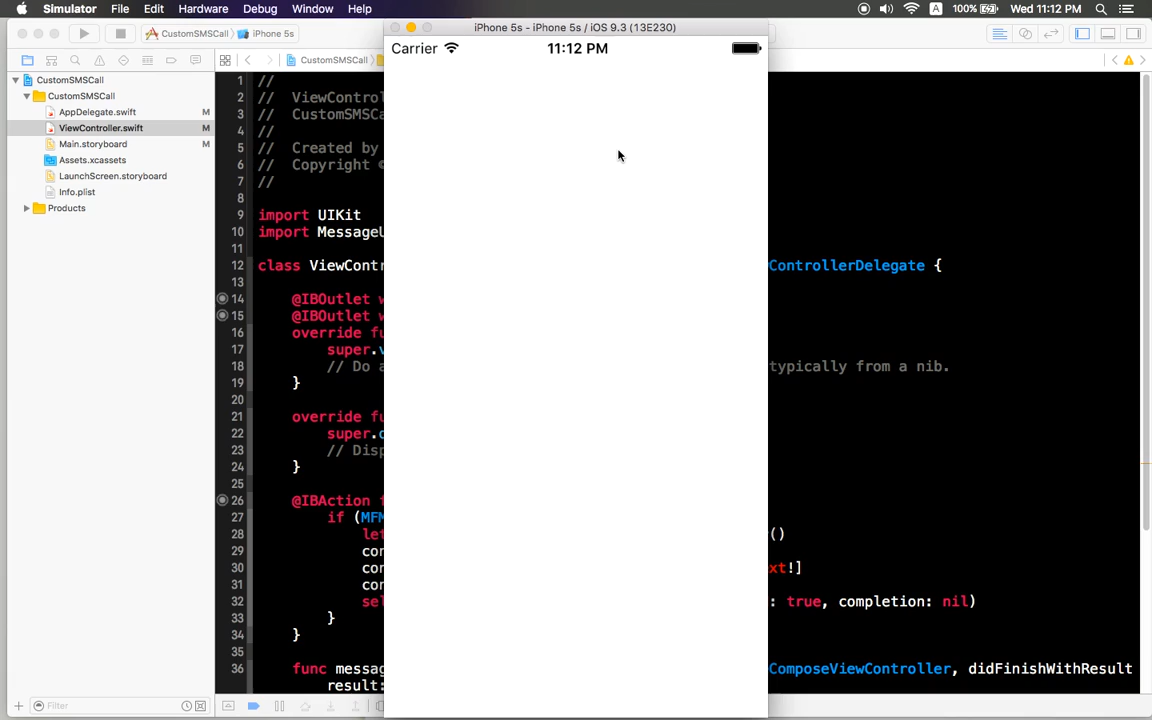 Simulator File Edit Hardware Debug Window Help 100% A Wed 11:12 PM
iPhone 5s - iPhone 5s / iOS 9.3 (13E230)
CustomSMSCall iPhone 5s
Carrier 11:12 PM
CustomSMSCall
CustomSMSCall
CustomSMSCall
AppDelegate.swift M
ViewController.swift M
Main.storyboard M
Assets.xcassets
LaunchScreen.storyboard
Info.plist
Products
1 //
2 // ViewControl
3 // CustomSMSCa
4 //
5 // Created by
6 // Copyright ©
7 //
8
9 import UIKit
10 import MessageU
11
12 class ViewContr ControllerDelegate {
13
14 @IBOutlet w
15 @IBOutlet w
16 override fu
17 super.v
18 // Do a typically from a nib.
19 }
20
21 override fu
22 super.d
23 // Disp
24 }
25
26 @IBAction f
27 if (MFM
28 let ()
29 con
30 con xt!]
31 con
32 sel : true, completion: nil)
33 }
34 }
35
36 func messag ComposeViewController, didFinishWithResult
result:
Filter